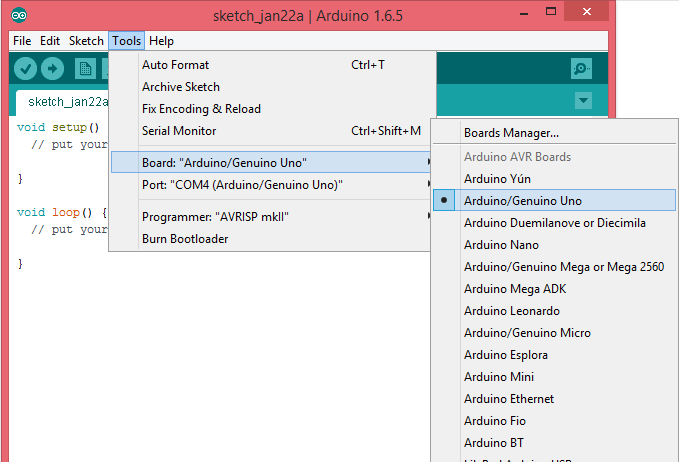 sketch_jan22a | Arduino 1.6.5
File Edit Sketch Tools Help
sketch_jan22a
void setup()
// put your
}
void loop() {
// put your
}
Auto Format Ctrl+T
Archive Sketch
Fix Encoding & Reload
Serial Monitor Ctrl+Shift+M
Board: "Arduino/Genuino Uno"
Port: "COM4 (Arduino/Genuino Uno)"
Programmer: "AVRISP mkII"
Burn Bootloader
Boards Manager...
Arduino AVR Boards
Arduino Yún
Arduino/Genuino Uno
Arduino Duemilanove or Diecimila
Arduino Nano
Arduino/Genuino Mega or Mega 2560
Arduino Mega ADK
Arduino Leonardo
Arduino/Genuino Micro
Arduino Esplora
Arduino Mini
Arduino Ethernet
Arduino Fio
Arduino BT